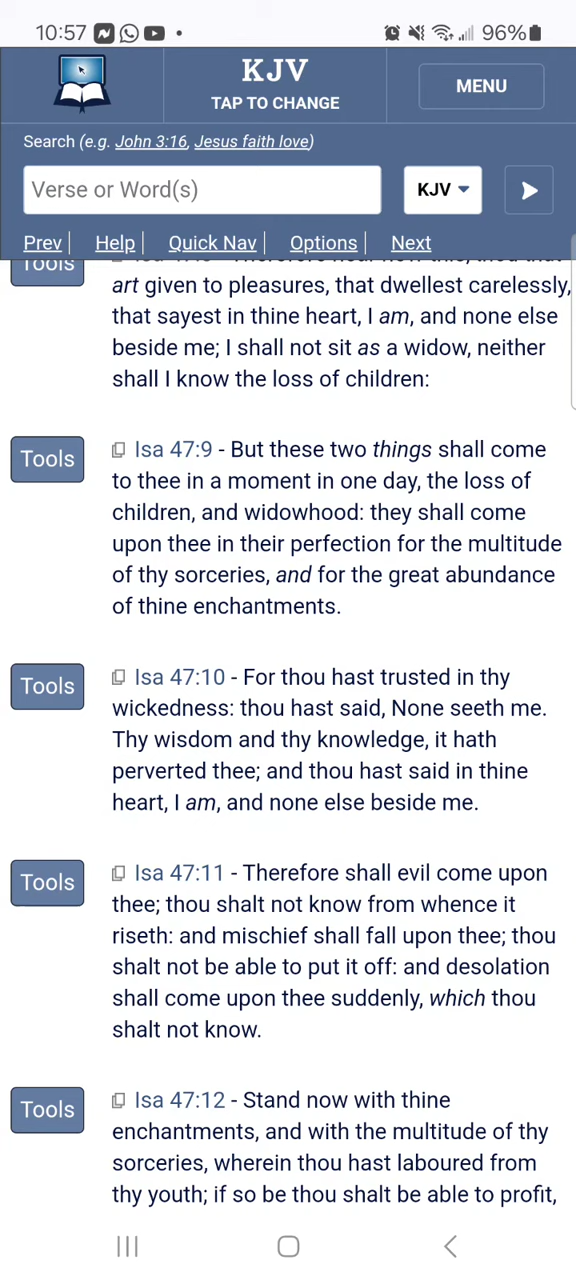 10:57 96%
KJV
TAP TO CHANGE
MENU
Search (e.g. John 3:16, Jesus faith love)
Verse or Word(s)
KJV
Prev Help Quick Nav Options Next
Tools
art given to pleasures, that dwellest carelessly,
that sayest in thine heart, I am, and none else
beside me; I shall not sit as a widow, neither
shall I know the loss of children:
Tools
Isa 47:9 - But these two things shall come
to thee in a moment in one day, the loss of
children, and widowhood: they shall come
upon thee in their perfection for the multitude
of thy sorceries, and for the great abundance
of thine enchantments.
Tools
Isa 47:10 - For thou hast trusted in thy
wickedness: thou hast said, None seeth me.
Thy wisdom and thy knowledge, it hath
perverted thee; and thou hast said in thine
heart, I am, and none else beside me.
Tools
Isa 47:11 - Therefore shall evil come upon
thee; thou shalt not know from whence it
riseth: and mischief shall fall upon thee; thou
shalt not be able to put it off: and desolation
shall come upon thee suddenly, which thou
shalt not know.
Tools
Isa 47:12 - Stand now with thine
enchantments, and with the multitude of thy
sorceries, wherein thou hast laboured from
thy youth; if so be thou shalt be able to profit,